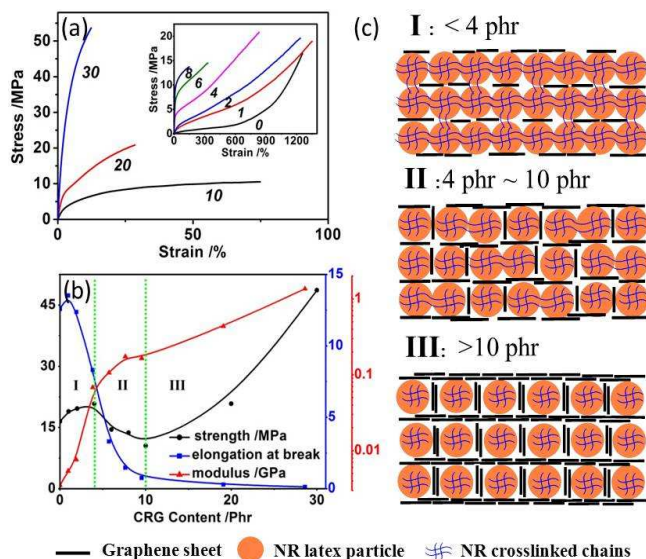 (a)
Stress /MPa
50
40
30
20
10
0
30
20
10
0
50
100
Strain /%
Stress /MPa
20
15
10
5
0
8
6
4
2
1
0
0
300
600
900
1200
Strain /%
(b)
45
30
15
0
I
II
III
strength /MPa
elongation at break
modulus /GPa
0
10
20
30
CRG Content /Phr
15
10
5
0
1
0.1
0.01
(c)
I : < 4 phr
II :4 phr ~ 10 phr
III: >10 phr
Graphene sheet NR latex particle NR crosslinked chains